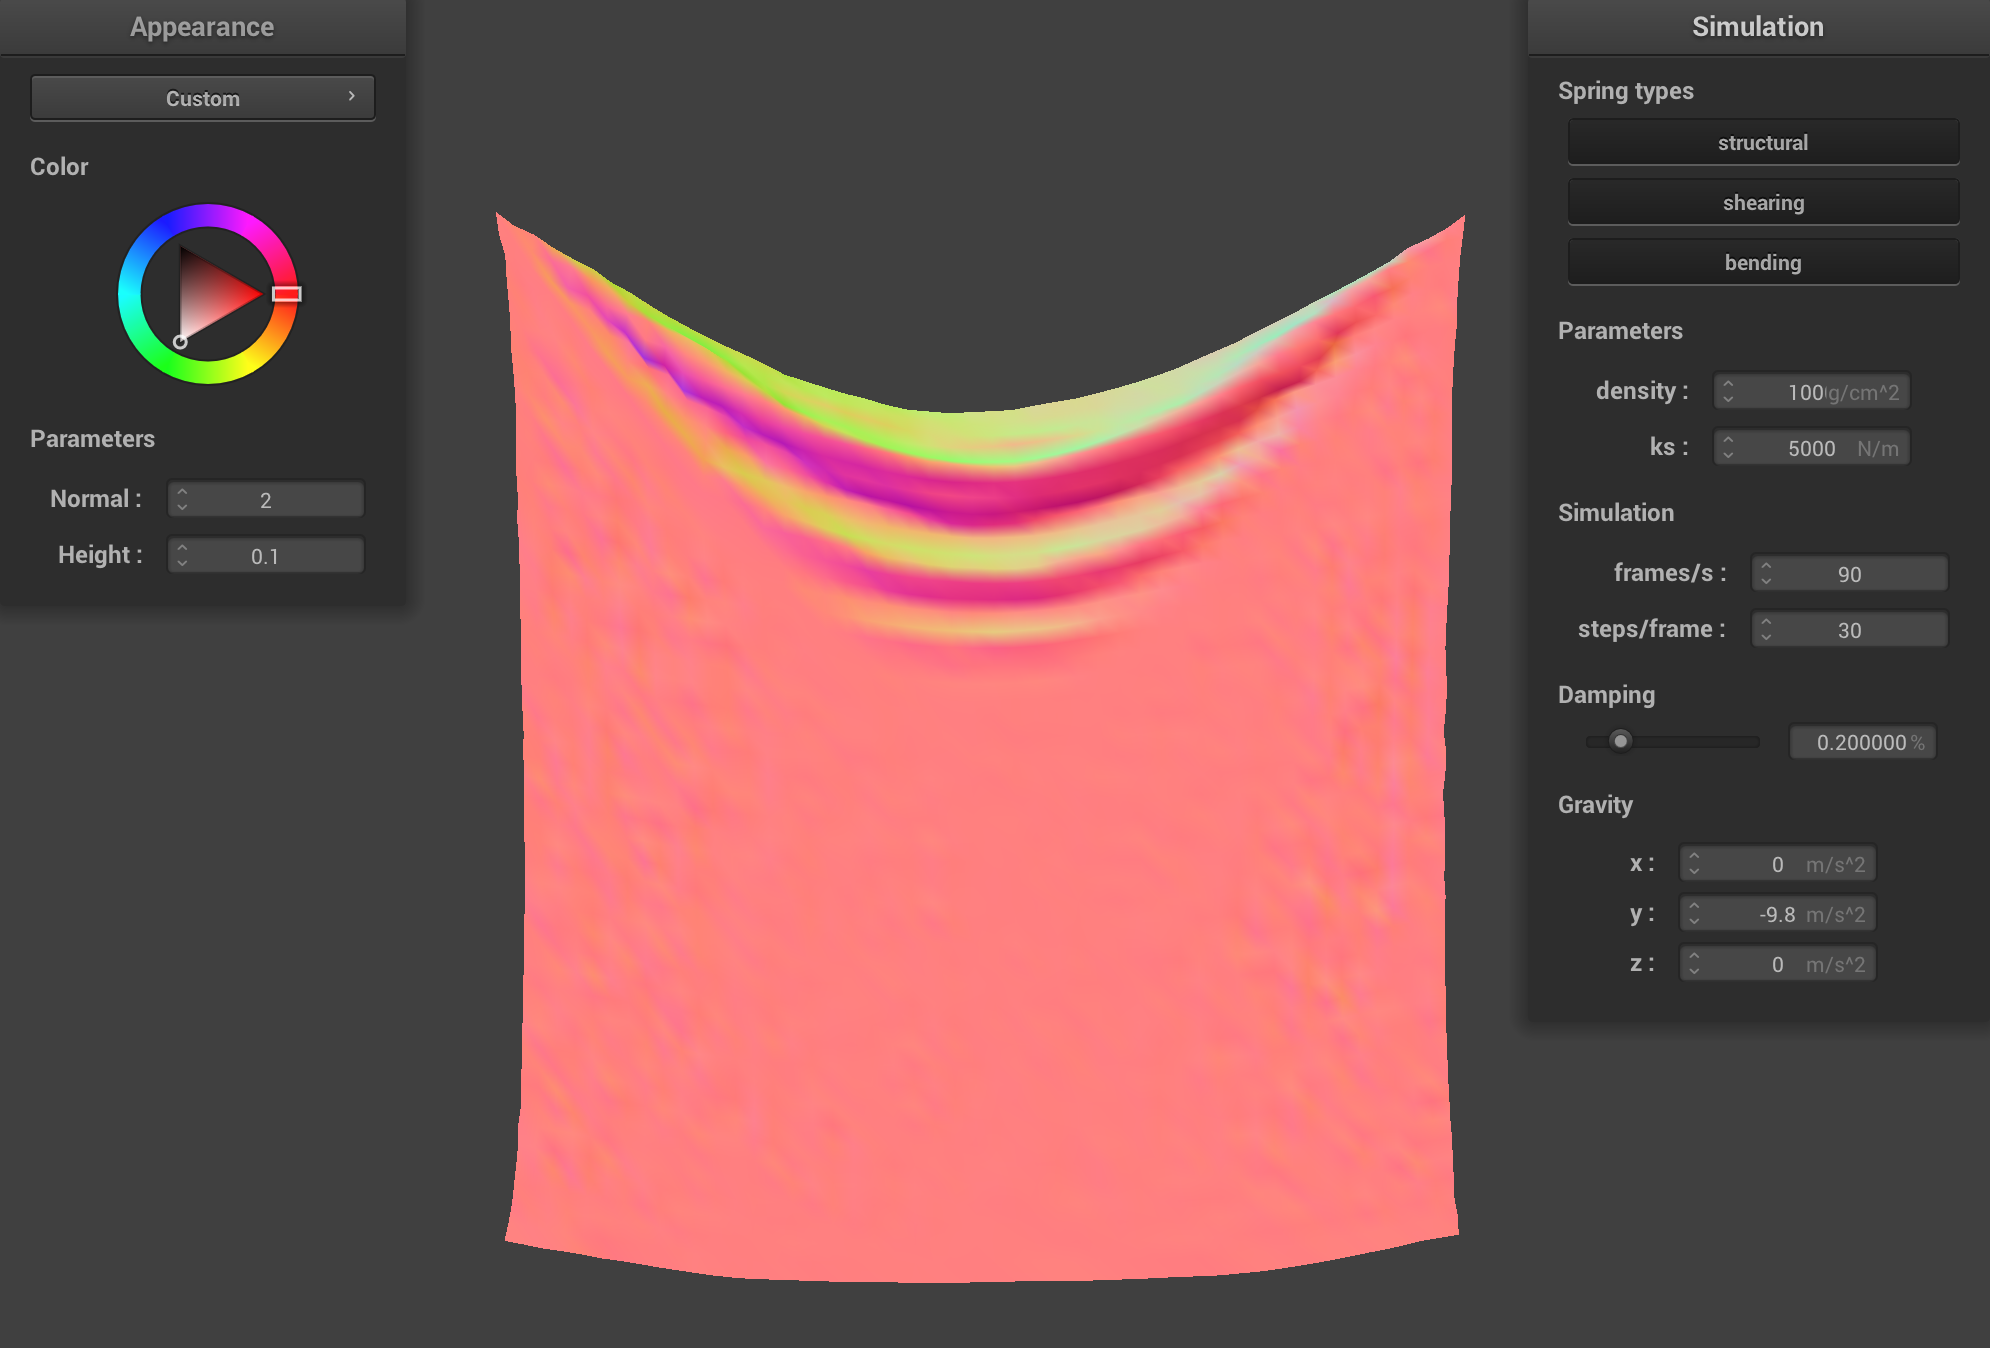 Appearance
Custom
Color
Parameters
Normal : 2
Height : 0.1
Simulation
Spring types
structural
shearing
bending
Parameters
density : 100 g/cm^2
ks : 5000 N/m
Simulation
frames/s : 90
steps/frame : 30
Damping
0.200000 %
Gravity
x : 0 m/s^2
y : -9.8 m/s^2
z : 0 m/s^2